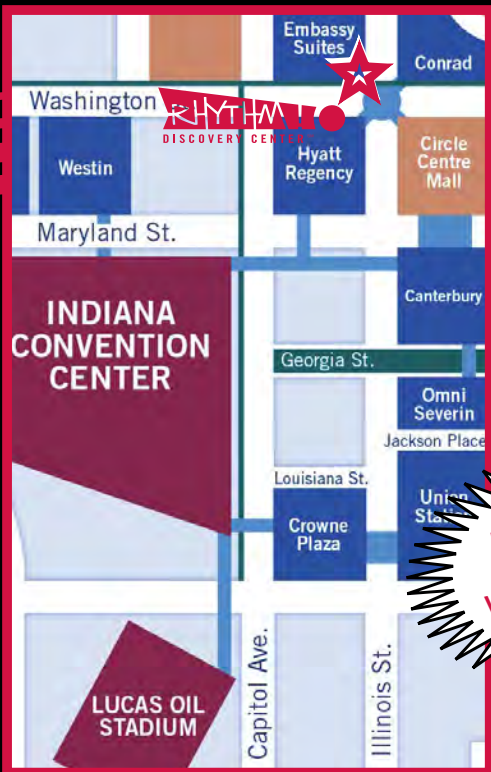 Embassy
Suites
Conrad
Washington
RHYTHM!
DISCOVERY CENTER
Westin
Hyatt
Regency
Circle
Centre
Mall
Maryland St.
INDIANA
CONVENTION
CENTER
Canterbury
Georgia St.
Omni
Severin
Jackson Place
Louisiana St.
Union
Crowne
Plaza
LUCAS OIL
STADIUM
Capitol Ave.
Illinois St.